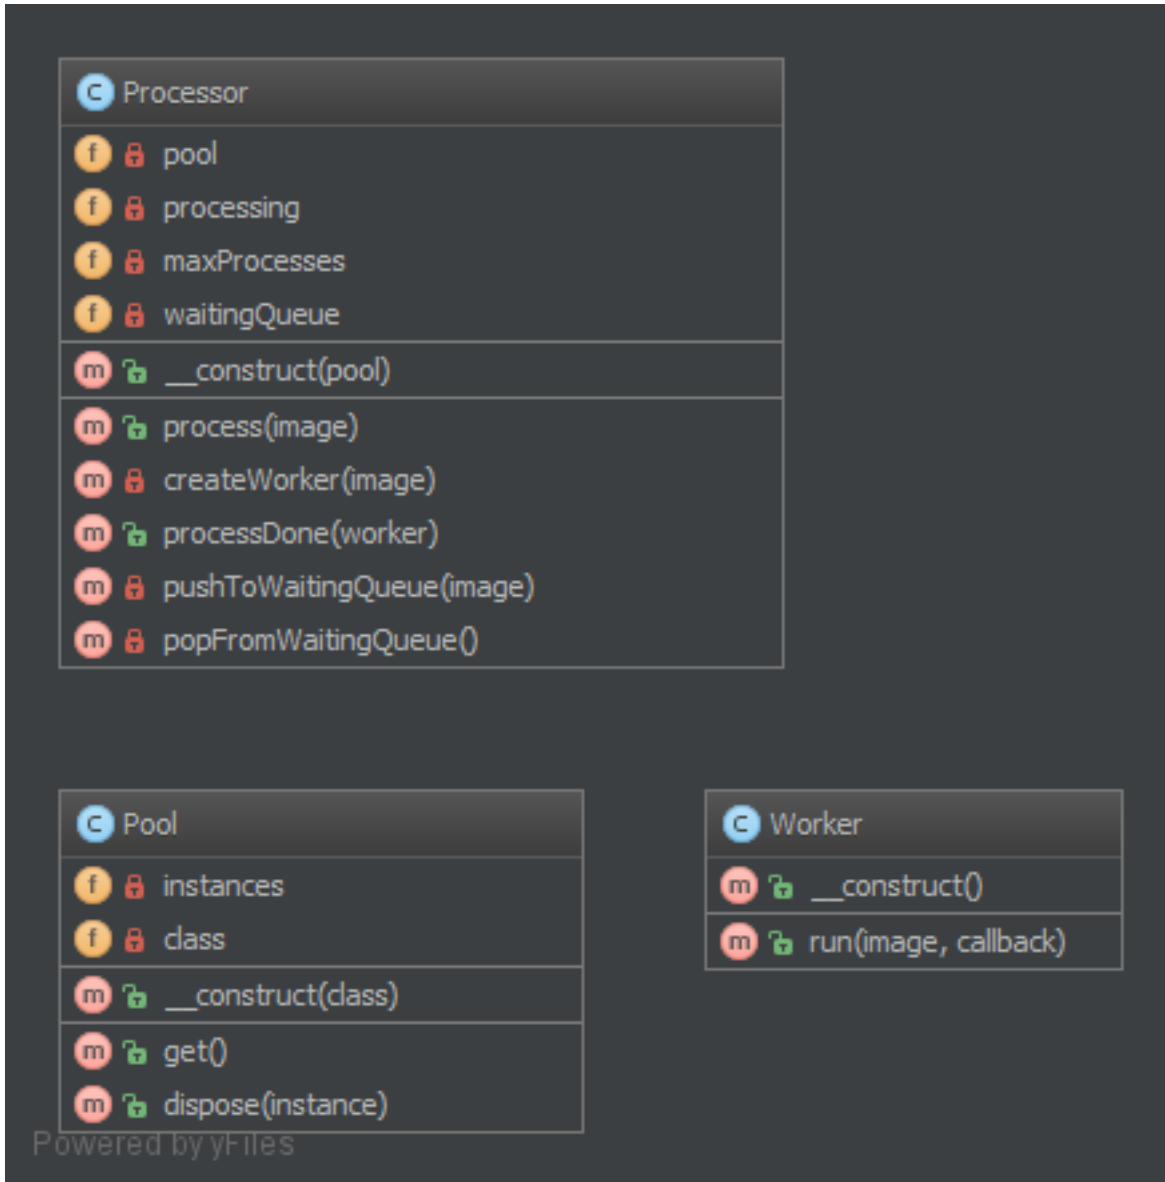 C Processor
f pool
f processing
f maxProcesses
f waitingQueue
m __construct(pool)
m process(image)
m createWorker(image)
m processDone(worker)
m pushToWaitingQueue(image)
m popFromWaitingQueue()
C Pool
f instances
f class
m __construct(class)
m get()
m dispose(instance)
C Worker
m __construct()
m run(image, callback)
Powered by yFiles